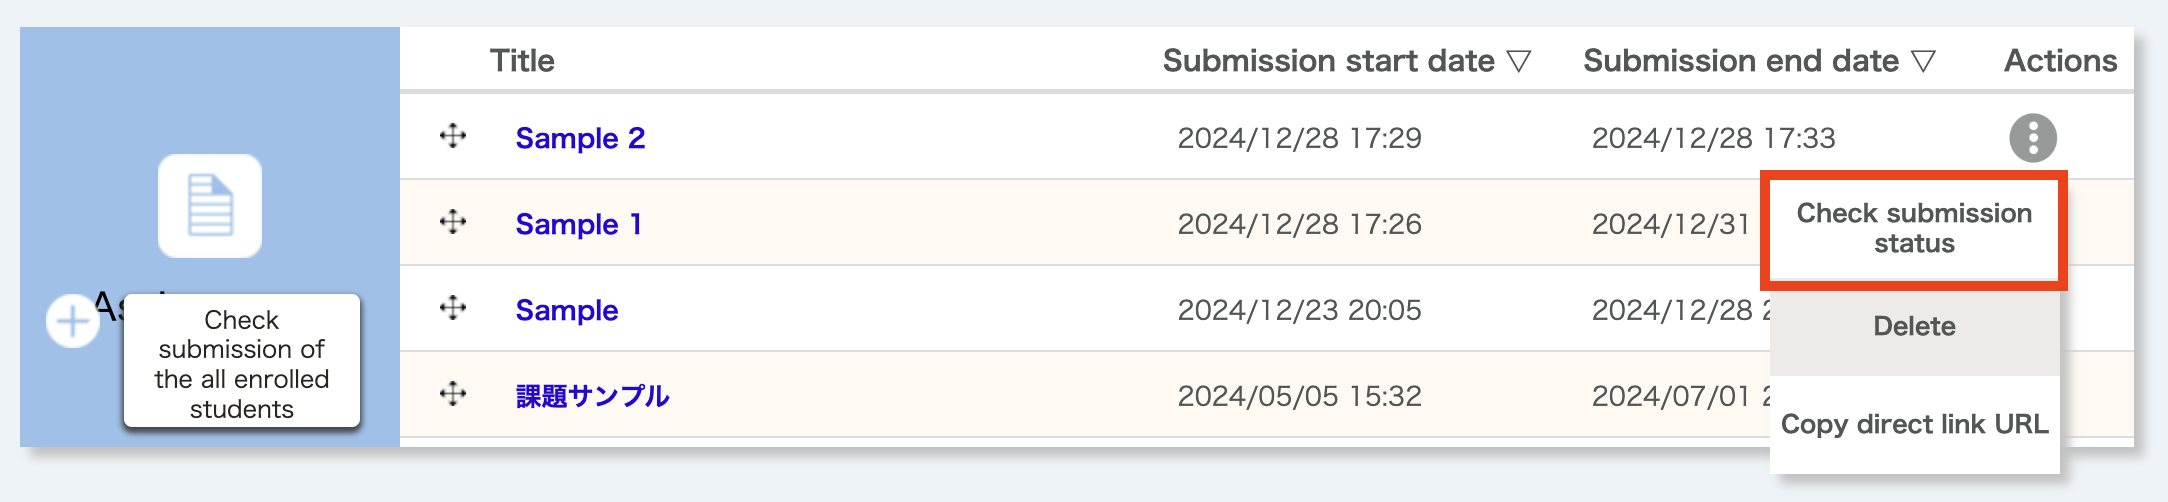 Title Submission start date ▽ Submission end date ▽ Actions
Sample 2 2024/12/28 17:29 2024/12/28 17:33
Sample 1 2024/12/28 17:26 2024/12/31
Sample 2024/12/23 20:05 2024/12/28
課題サンプル 2024/05/05 15:32 2024/07/01
Check submission
status
Delete
Copy direct link URL
Check
submission of
the all enrolled
students